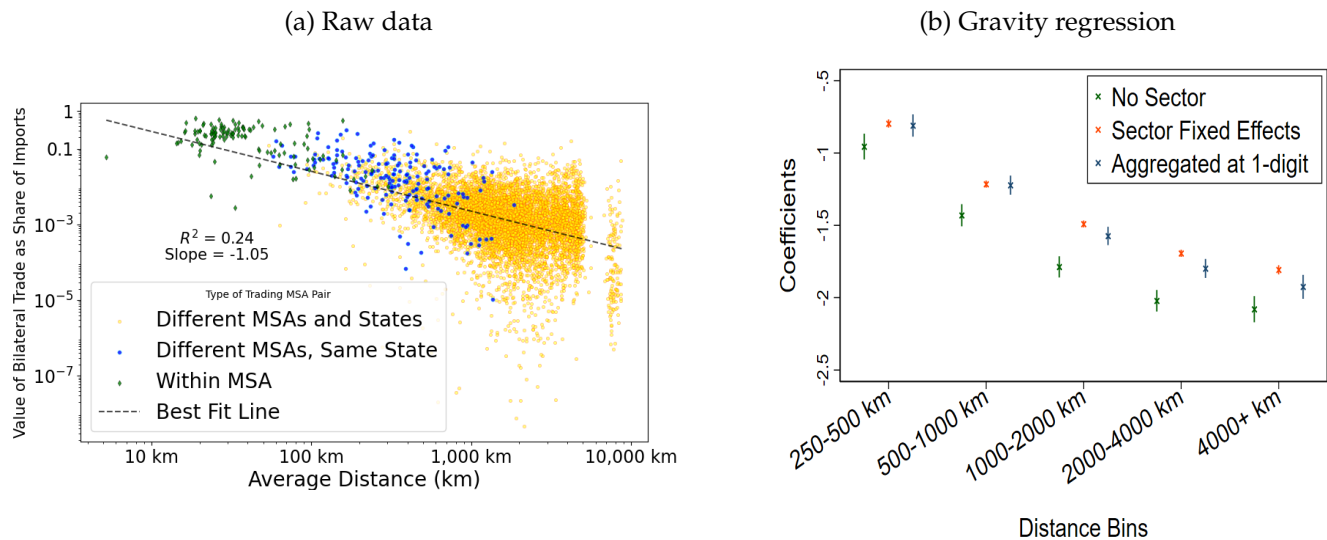 (a) Raw data
Value of Bilateral Trade as Share of Imports
1
0.1
10⁻³
10⁻⁵
10⁻⁷
R² = 0.24
Slope = -1.05
Type of Trading MSA Pair
Different MSAs and States
Different MSAs, Same State
Within MSA
Best Fit Line
10 km
100 km
1,000 km
10,000 km
Average Distance (km)
(b) Gravity regression
Coefficients
-.5
-1
-1.5
-2
-2.5
No Sector
Sector Fixed Effects
Aggregated at 1-digit
250-500 km
500-1000 km
1000-2000 km
2000-4000 km
4000+ km
Distance Bins